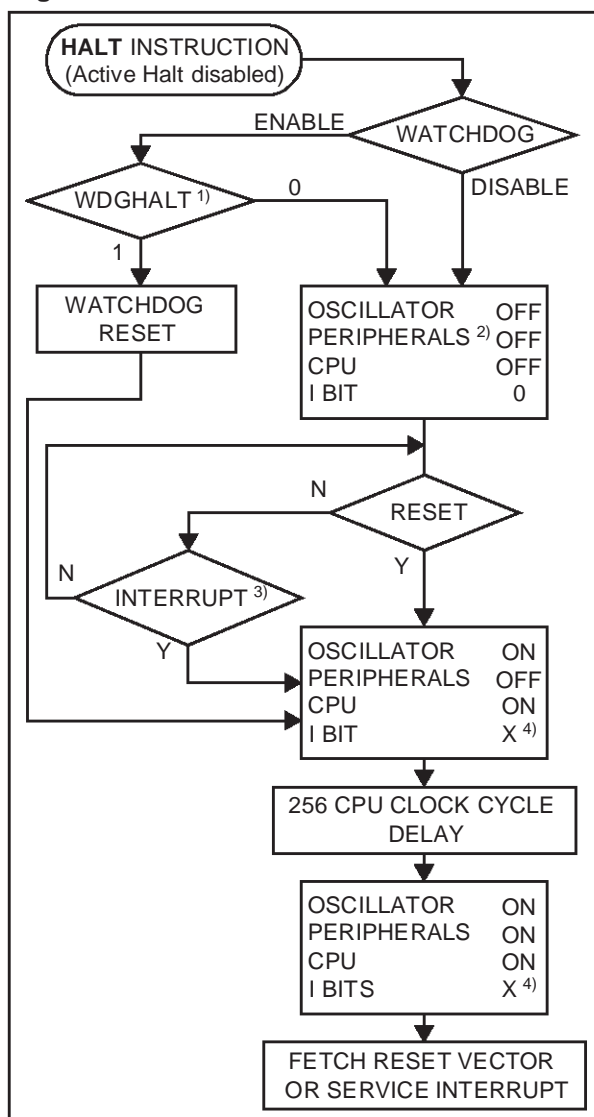 HALT INSTRUCTION
(Active Halt disabled)
WATCHDOG
ENABLE
DISABLE
WDGHALT 1)
0
1
WATCHDOG
RESET
OSCILLATOR OFF
PERIPHERALS 2) OFF
CPU OFF
I BIT 0
RESET
N
Y
INTERRUPT 3)
N
Y
OSCILLATOR ON
PERIPHERALS OFF
CPU ON
I BIT X 4)
256 CPU CLOCK CYCLE
DELAY
OSCILLATOR ON
PERIPHERALS ON
CPU ON
I BITS X 4)
FETCH RESET VECTOR
OR SERVICE INTERRUPT